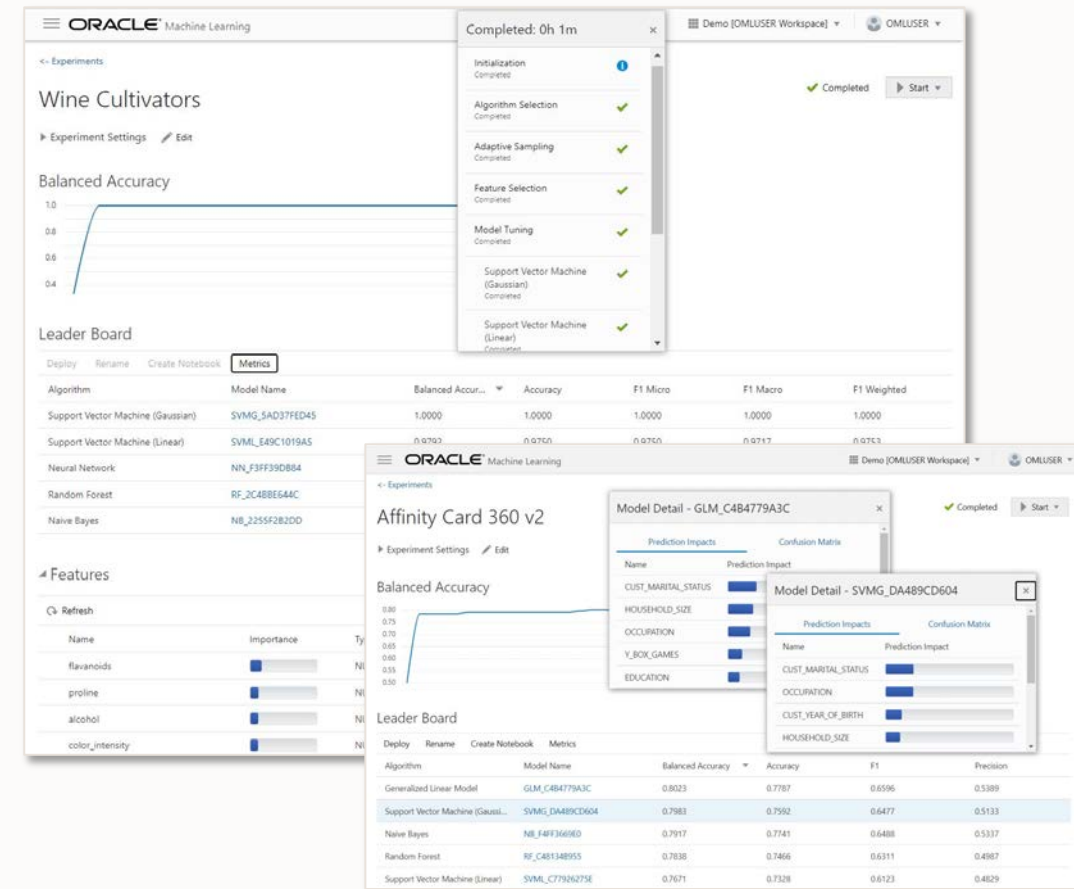 ORACLE Machine Learning
Demo [OMLUSER Workspace]
OMLUSER
<- Experiments
Wine Cultivators
Completed
Start
Experiment Settings
Edit
Balanced Accuracy
1.0
0.8
0.6
0.4
Completed: 0h 1m
Initialization
Completed
Algorithm Selection
Completed
Adaptive Sampling
Completed
Feature Selection
Completed
Model Tuning
Completed
Support Vector Machine
(Gaussian)
Completed
Support Vector Machine
(Linear)
Completed
Leader Board
Deploy Rename Create Notebook Metrics
Algorithm Model Name Balanced Accur... Accuracy F1 Micro F1 Macro F1 Weighted
Support Vector Machine (Gaussian) SVMG_5AD37FED45 1.0000 1.0000 1.0000 1.0000 1.0000
Support Vector Machine (Linear) SVML_E49C1019A5 0.9792 0.9750 0.9750 0.9717 0.9753
Neural Network NN_F3FF39DB84
Random Forest RF_2C4BBE644C
Naive Bayes NB_2255F2B2DD
Features
Refresh
Name Importance
flavanoids
proline
alcohol
color_intensity
ORACLE Machine Learning
Demo [OMLUSER Workspace]
OMLUSER
<- Experiments
Affinity Card 360 v2
Completed
Start
Experiment Settings
Edit
Balanced Accuracy
0.80
0.75
0.70
0.65
0.60
0.55
0.50
Model Detail - GLM_C4B4779A3C
Prediction Impacts Confusion Matrix
Name Prediction Impact
CUST_MARITAL_STATUS
HOUSEHOLD_SIZE
OCCUPATION
Y_BOX_GAMES
EDUCATION
Model Detail - SVMG_DA489CD604
Prediction Impacts Confusion Matrix
Name Prediction Impact
CUST_MARITAL_STATUS
OCCUPATION
CUST_YEAR_OF_BIRTH
HOUSEHOLD_SIZE
Leader Board
Deploy Rename Create Notebook Metrics
Algorithm Model Name Balanced Accuracy Accuracy F1 Precision
Generalized Linear Model GLM_C4B4779A3C 0.8023 0.7787 0.6596 0.5389
Support Vector Machine (Gaussi... SVMG_DA489CD604 0.7983 0.7592 0.6477 0.5133
Naive Bayes NB_F4FF3669E0 0.7917 0.7741 0.6488 0.5337
Random Forest RF_C481348955 0.7838 0.7466 0.6311 0.4987
Support Vector Machine (Linear) SVML_C77926275E 0.7671 0.7328 0.6123 0.4829